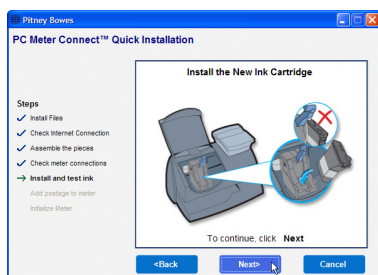 Pitney Bowes
PC Meter Connect™ Quick Installation
Install the New Ink Cartridge
Steps
Install Files
Check Internet Connection
Assemble the pieces
Check meter connections
Install and test ink
Add postage to meter
Initialize Meter
To continue, click Next
<Back
Next>
Cancel